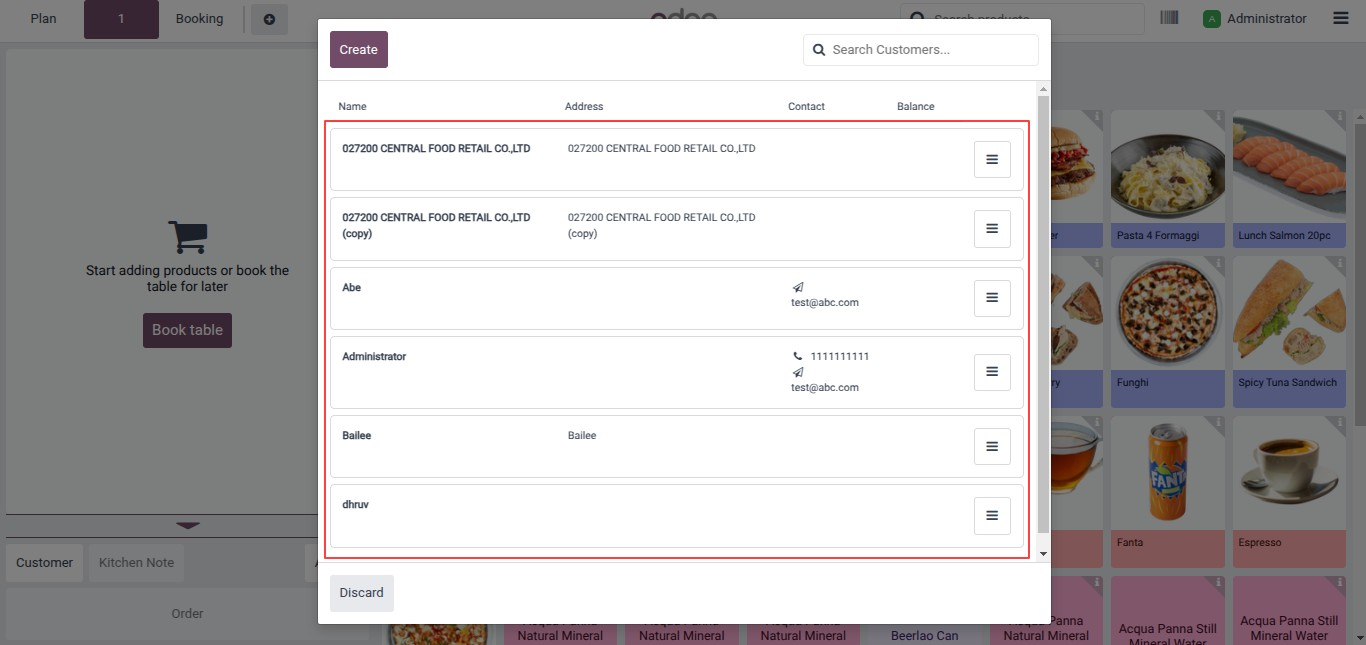 Plan
1
Booking
Search products
A
Administrator
Create
Search Customers...
Name
Address
Contact
Balance
027200 CENTRAL FOOD RETAIL CO.,LTD
027200 CENTRAL FOOD RETAIL CO.,LTD
027200 CENTRAL FOOD RETAIL CO.,LTD
(copy)
027200 CENTRAL FOOD RETAIL CO.,LTD
(copy)
Abe
test@abc.com
Administrator
1111111111
test@abc.com
Bailee
Bailee
dhruv
Discard
Start adding products or book the
table for later
Book table
Customer
Kitchen Note
Order
Pasta 4 Formaggi
Lunch Salmon 20pc
Funghi
Spicy Tuna Sandwich
FANTA
Fanta
Espresso
Natural Mineral
Natural Mineral
Natural Mineral
Beerlao Can
Panna
Natural Mineral
Acqua Panna Still
Mineral Water
Acqua Panna Still
Mineral Water